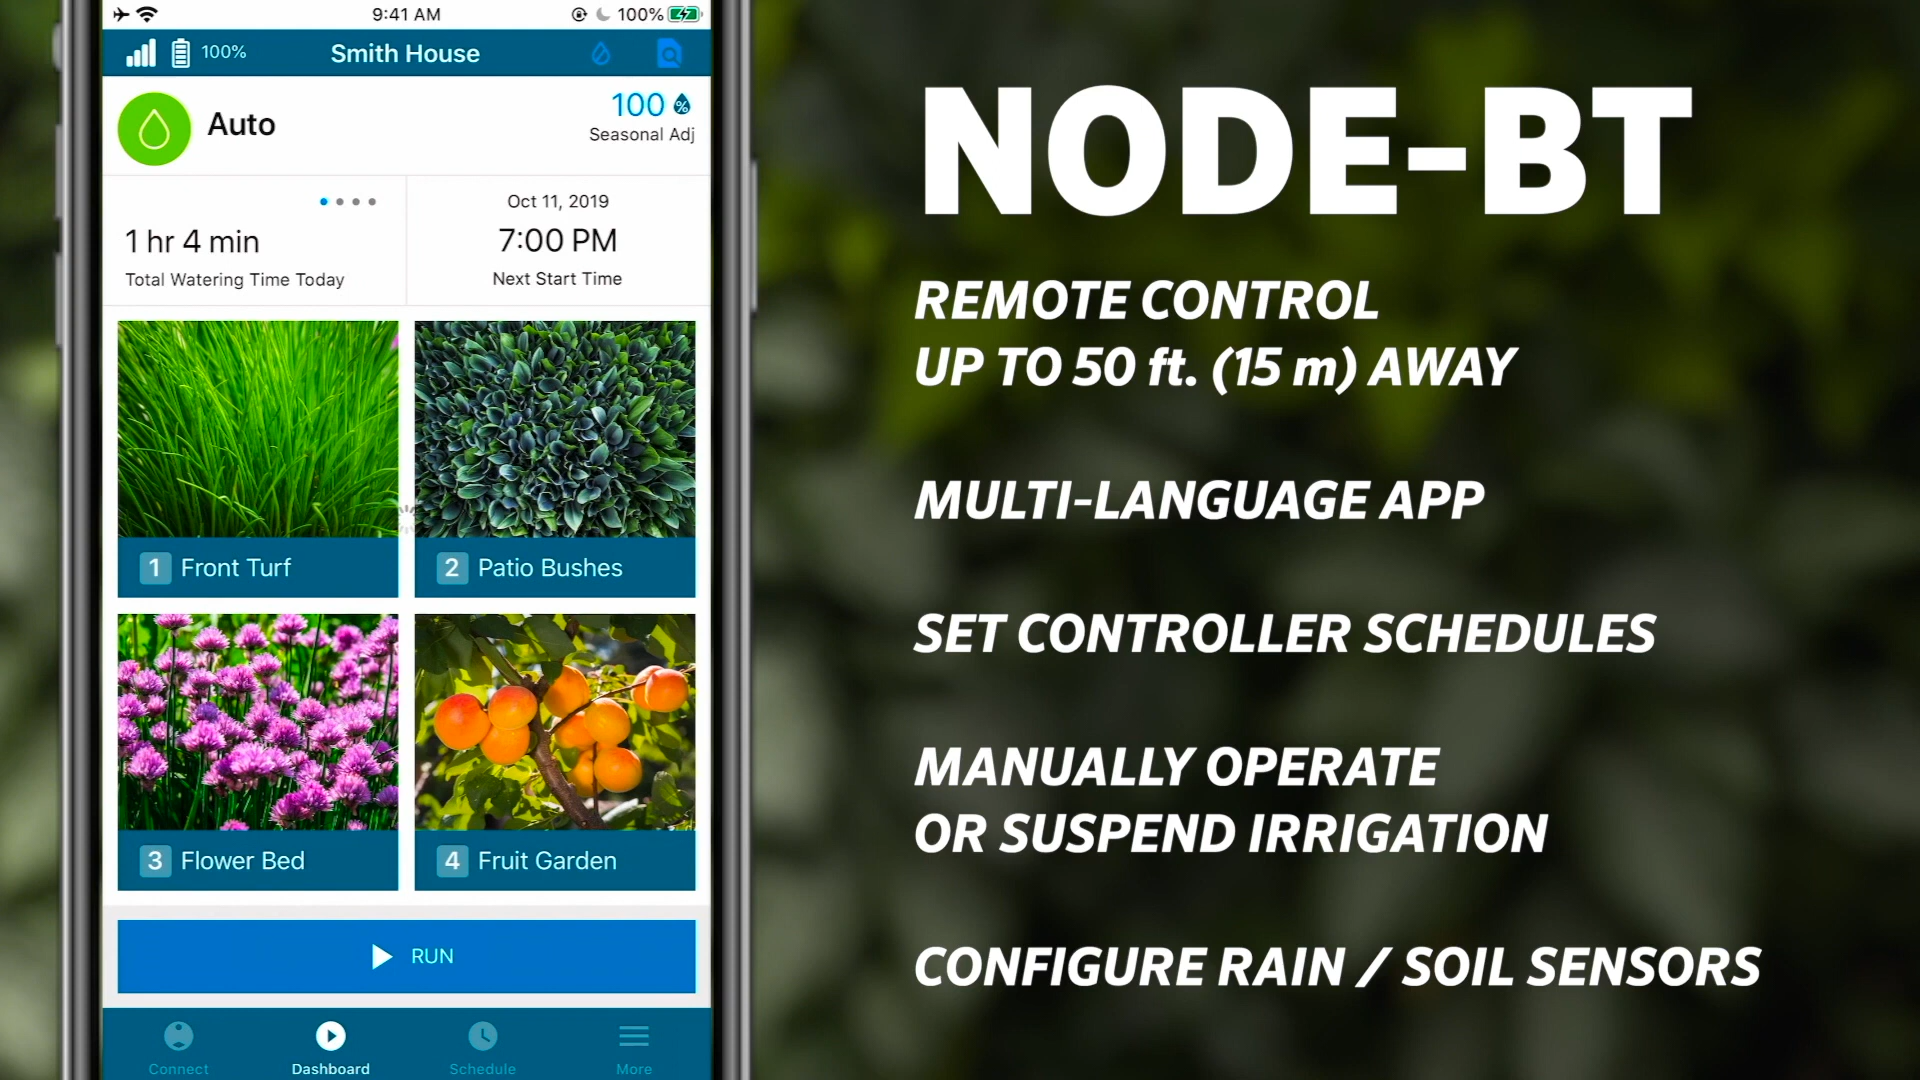 9:41 AM
100%
100%
Smith House
Auto
100 %
Seasonal Adj
1 hr 4 min
Total Watering Time Today
Oct 11, 2019
7:00 PM
Next Start Time
1 Front Turf
2 Patio Bushes
3 Flower Bed
4 Fruit Garden
RUN
Connect
Dashboard
Schedule
More
NODE-BT
REMOTE CONTROL
UP TO 50 ft. (15 m) AWAY
MULTI-LANGUAGE APP
SET CONTROLLER SCHEDULES
MANUALLY OPERATE
OR SUSPEND IRRIGATION
CONFIGURE RAIN / SOIL SENSORS